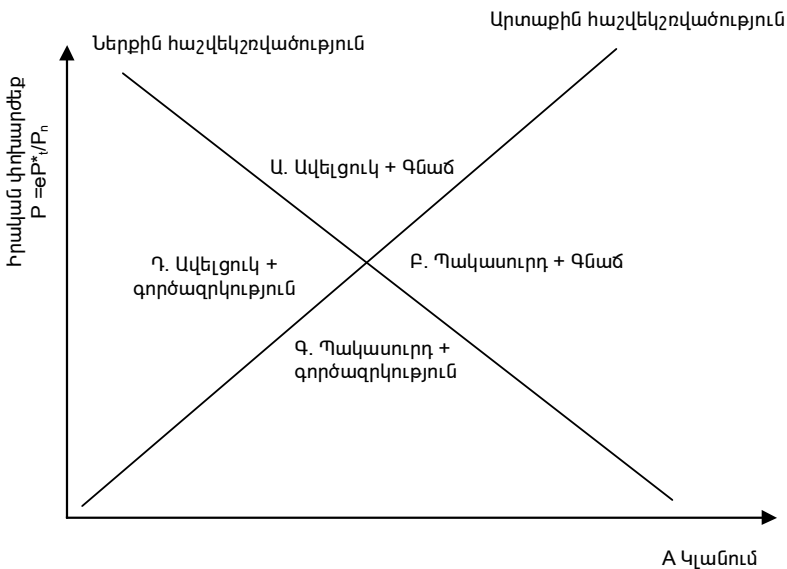 Արտաքին հաշվեկշռվածություն
Ներքին հաշվեկշռվածություն
Իրական փոխարժեք
P =eP*t/Pn
Ա. Ավելցուկ + Գնաճ
Դ. Ավելցուկ +
գործազրկություն
Բ. Պակասուրդ + Գնաճ
Գ. Պակասուրդ +
գործազրկություն
A Կլանում